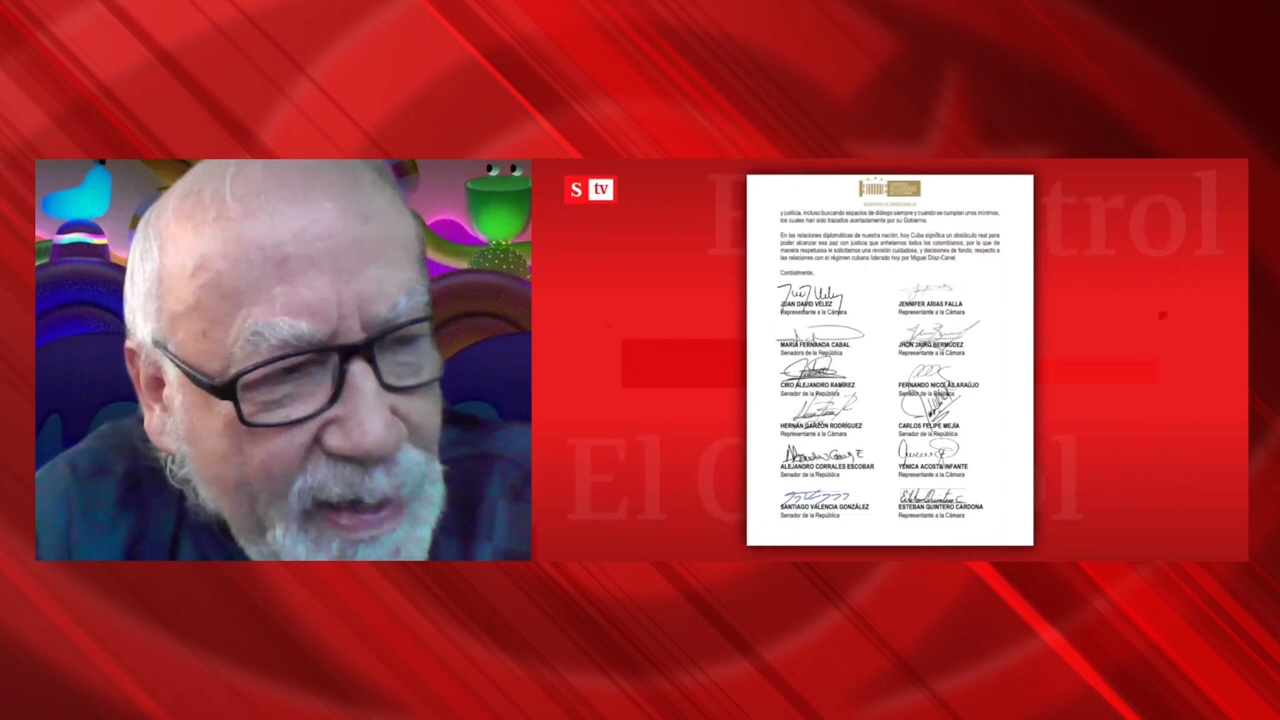 S tv
El Control
y justicia, incluso buscando espacios de diálogo siempre y cuando se cumplan unos mínimos,
los cuales han sido trazados acertadamente por su Gobierno.
En las relaciones diplomáticas de nuestra nación, hoy Cuba significa un obstáculo real para
poder alcanzar esa paz con justicia que anhelamos todos los colombianos, por lo que de
manera respetuosa le solicitamos una revisión cuidadosa, y decisiones de fondo, respecto a
las relaciones con el régimen cubano liderado hoy por Miguel Díaz-Canel.
Cordialmente,
JUAN DAVID VÉLEZ
Representante a la Cámara
JENNIFER ARIAS FALLA
Representante a la Cámara
MARÍA FERNANDA CABAL
Senadora de la República
JHON JAIRO BERMÚDEZ
Representante a la Cámara
CIRO ALEJANDRO RAMÍREZ
Senador de la República
FERNANDO NICOLÁS ARAÚJO
Senador de la República
HERNÁN GARZÓN RODRÍGUEZ
Representante a la Cámara
CARLOS FELIPE MEJÍA
Senador de la República
ALEJANDRO CORRALES ESCOBAR
Senador de la República
YÉNICA ACOSTA INFANTE
Representante a la Cámara
SANTIAGO VALENCIA GONZÁLEZ
Senador de la República
ESTEBAN QUINTERO CARDONA
Representante a la Cámara